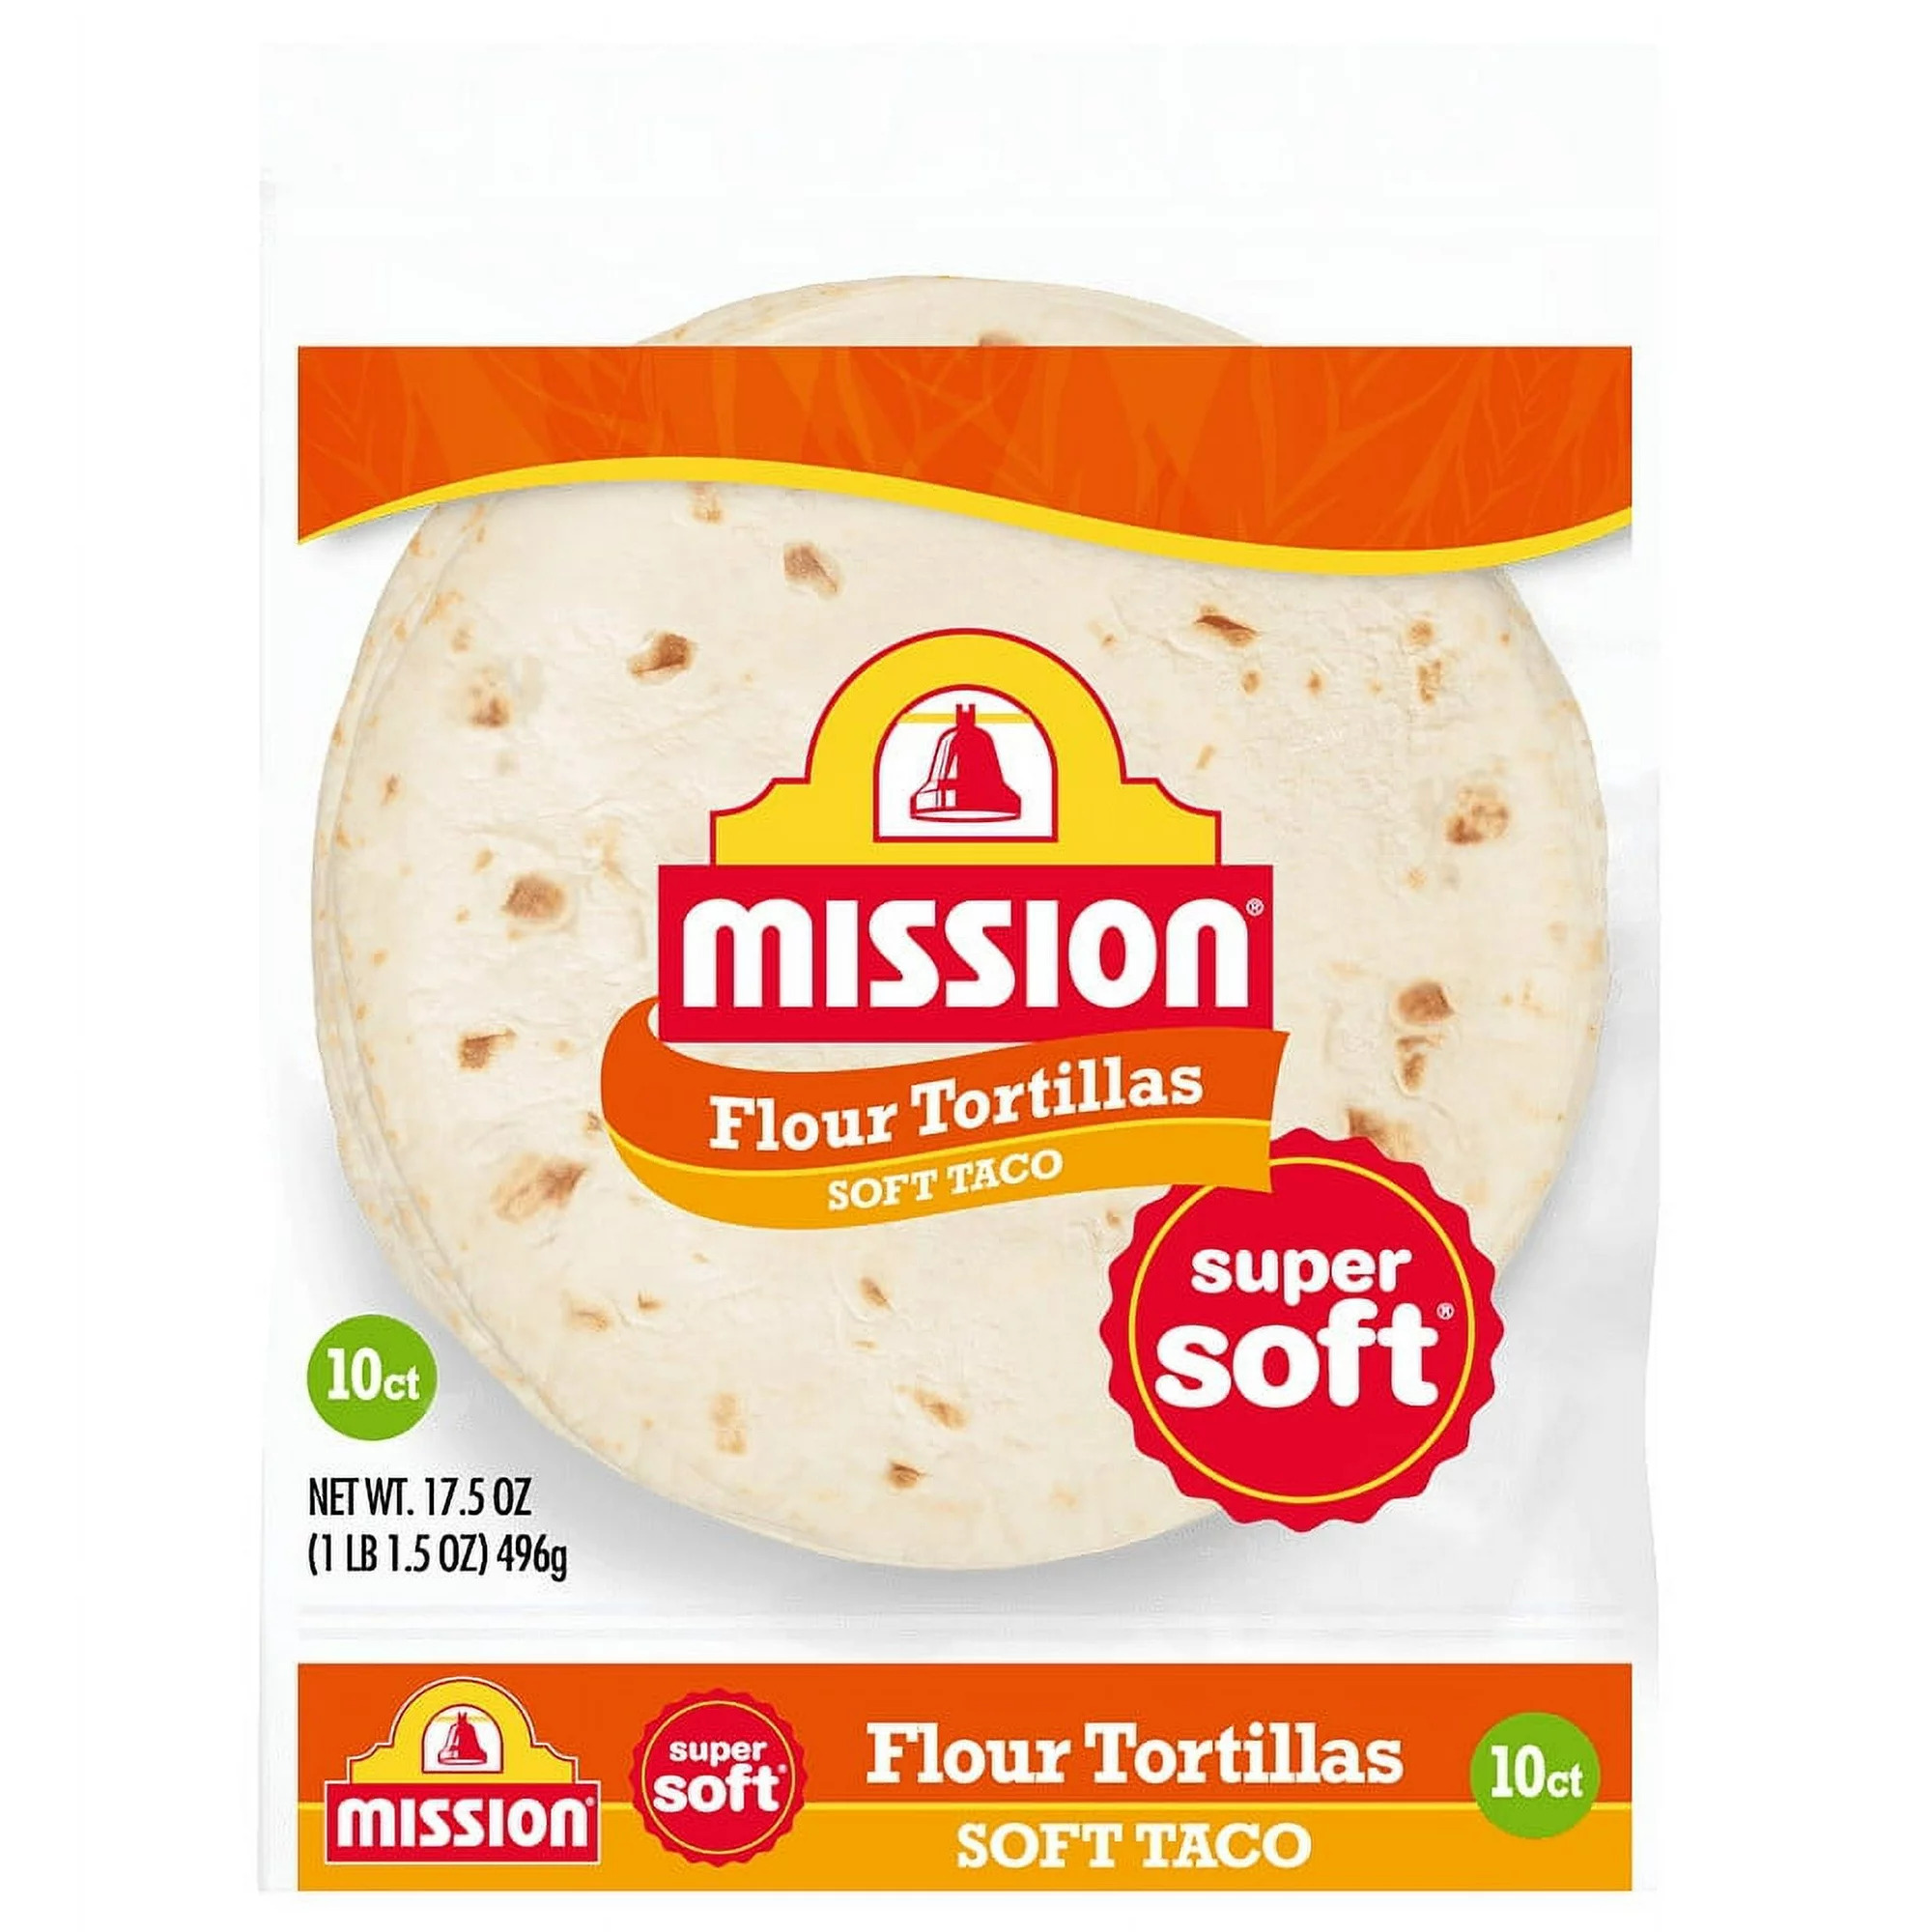 MISSION®
Flour Tortillas
SOFT TACO
super
soft®
10ct
NET WT. 17.5 OZ
(1 LB 1.5 OZ) 496g
MISSION®
super
soft®
Flour Tortillas
SOFT TACO
10ct